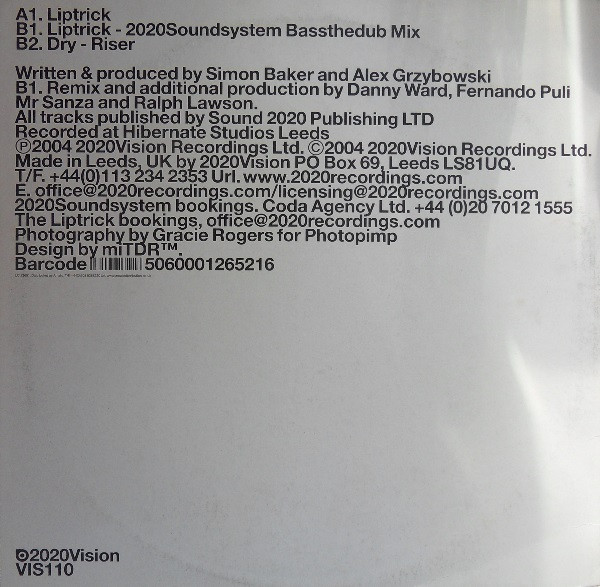 A1. Liptrick
B1. Liptrick - 2020Soundsystem Bassthedub Mix
B2. Dry - Riser
Written & produced by Simon Baker and Alex Grzybowski
B1. Remix and additional production by Danny Ward, Fernando Puli
Mr Sanza and Ralph Lawson.
All tracks published by Sound 2020 Publishing LTD
Recorded at Hibernate Studios Leeds
Ⓟ2004 2020Vision Recordings Ltd. ©2004 2020Vision Recordings Ltd.
Made in Leeds, UK by 2020Vision PO Box 69, Leeds LS81UQ.
T/F. +44(0)113 234 2353 Url. www.2020recordings.com
E. office@2020recordings.com/licensing@2020recordings.com
2020Soundsystem bookings. Coda Agency Ltd. +44 (0)20 7012 1555
The Liptrick bookings, office@2020recordings.com
Photography by Gracie Rogers for Photopimp
Design by miTDR™.
Barcode 5060001265216
2020Vision
VIS110